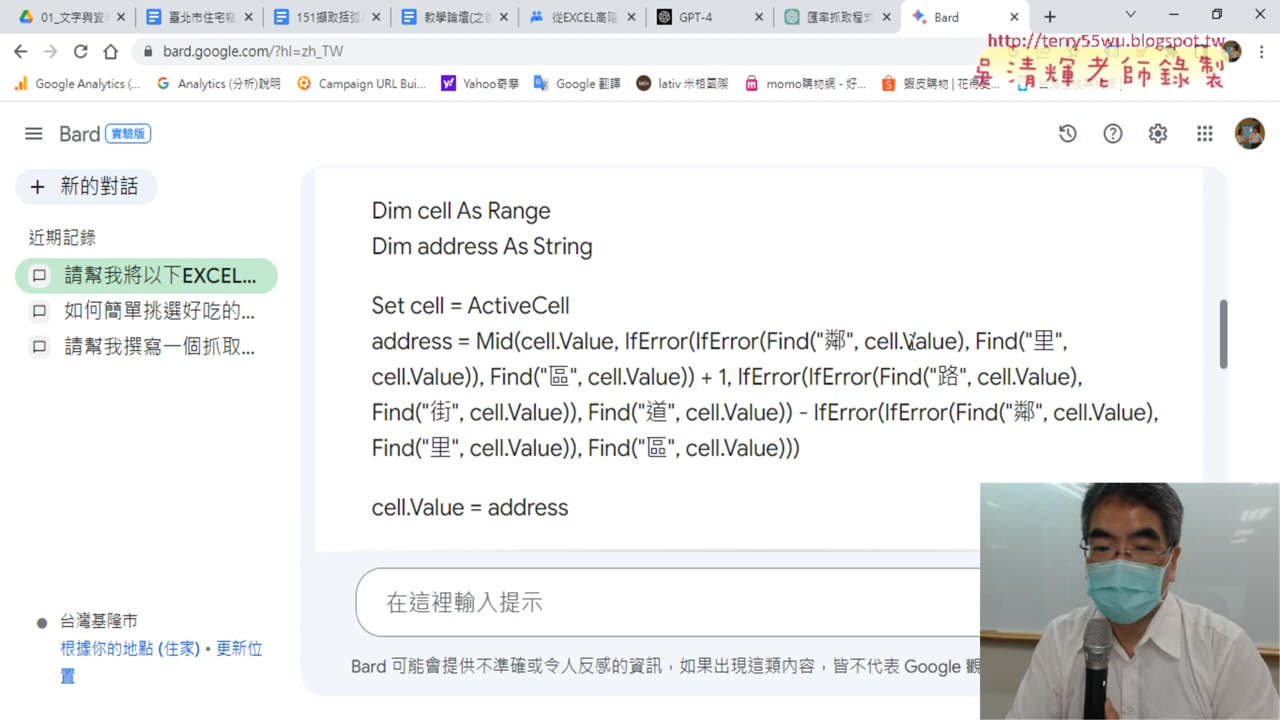 01_文字與資
臺北市住宅竊
151擷取括弧
教學論壇(之後
從EXCEL高階
GPT-4
匯率抓取程式
Bard
bard.google.com/?hl=zh_TW
http://terry55wu.blogspot.tw
吳清輝老師錄製
Google Analytics (...
Analytics (分析)說明
Campaign URL Bui...
Yahoo奇摩
Google 翻譯
lativ 米格國際
momo購物網 - 好...
Bard 實驗版
新的對話
近期記錄
請幫我將以下EXCEL...
如何簡單挑選好吃的...
請幫我撰寫一個抓取...
Dim cell As Range
Dim address As String
Set cell = ActiveCell
address = Mid(cell.Value, IfError(IfError(Find("鄰", cell.Value), Find("里",
cell.Value)), Find("區", cell.Value)) + 1, IfError(IfError(Find("路", cell.Value),
Find("街", cell.Value)), Find("道", cell.Value)) - IfError(IfError(Find("鄰", cell.Value),
Find("里", cell.Value)), Find("區", cell.Value)))
cell.Value = address
在這裡輸入提示
Bard 可能會提供不準確或令人反感的資訊，如果出現這類內容，皆不代表 Google 觀
台灣基隆市
根據你的地點 (住家) • 更新位
置